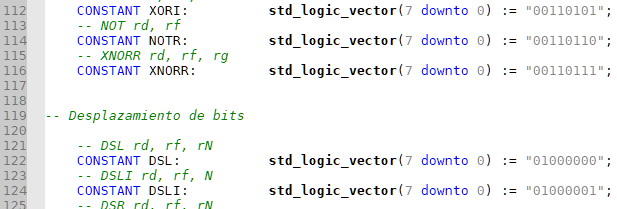 112 CONSTANT XORI: std_logic_vector(7 downto 0) := "00110101";
113 -- NOT rd, rf
114 CONSTANT NOTR: std_logic_vector(7 downto 0) := "00110110";
115 -- XNORR rd, rf, rg
116 CONSTANT XNORR: std_logic_vector(7 downto 0) := "00110111";
117
118
119 -- Desplazamiento de bits
120
121 -- DSL rd, rf, rN
122 CONSTANT DSL: std_logic_vector(7 downto 0) := "01000000";
123 -- DSLI rd, rf, N
124 CONSTANT DSLI: std_logic_vector(7 downto 0) := "01000001";
125 -- DSR rd, rf, rN